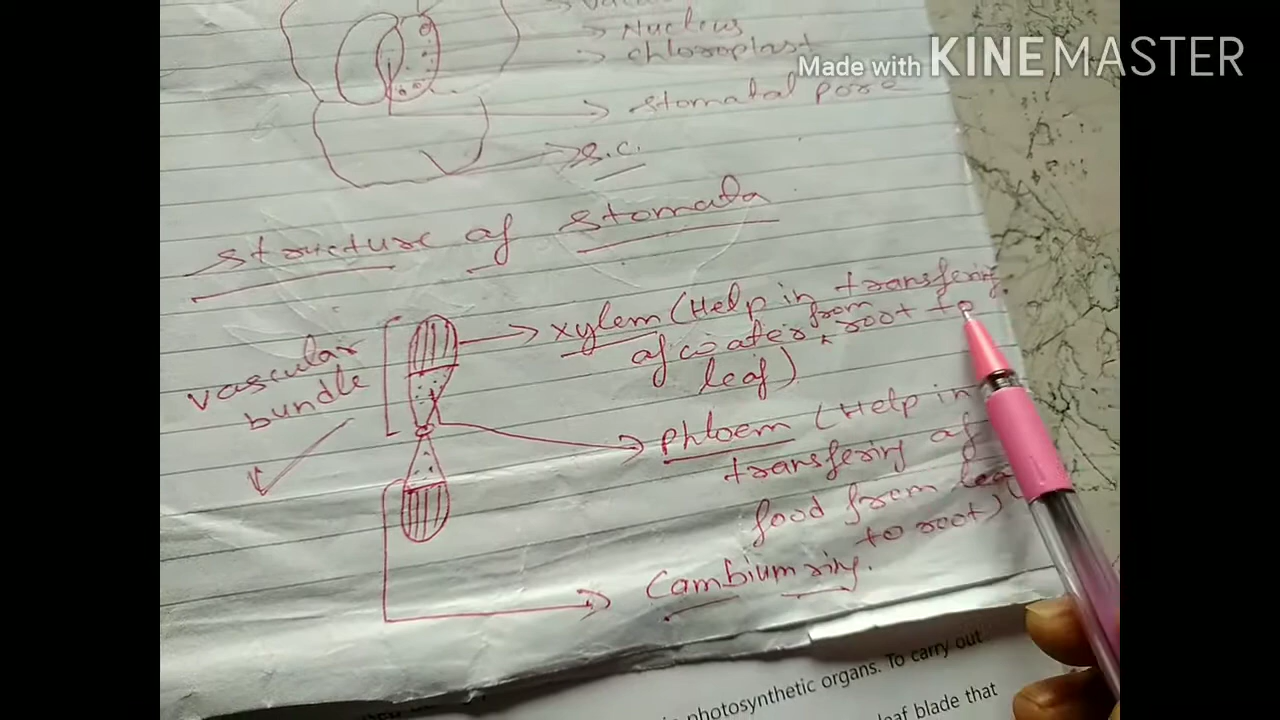 Nucleus
chloroplast
Made with KINEMASTER
stomatal pore
S.C.
Structure of Stomata
vascular
bundle
xylem (Help in transfering
of water from root to
leaf)
phloem (Help in
transfering of
food from leaf
to root)
Cambium ring.
photosynthetic organs. To carry out
leaf blade that